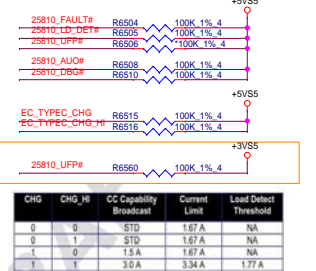 +5VS5
25810_FAULT# R6504 100K_1%_4
25810_LD_DET# R6505 100K_1%_4
25810_UFP# R6506 *100K_1%_4
25810_AUO# R6508 100K_1%_4
25810_DBG# R6510 100K_1%_4
+5VS5
EC_TYPEC_CHG R6515 100K_1%_4
EC_TYPEC_CHG_HI R6516 100K_1%_4
+3VS5
25810_UFP# R6560 100K_1%_4
CHG CHG_HI CC Capability Broadcast Current Limit Load Detect Threshold
0 0 STD 1.67 A NA
0 1 STD 1.67 A NA
1 0 1.5 A 1.67 A NA
1 1 3.0 A 3.34 A 1.77 A